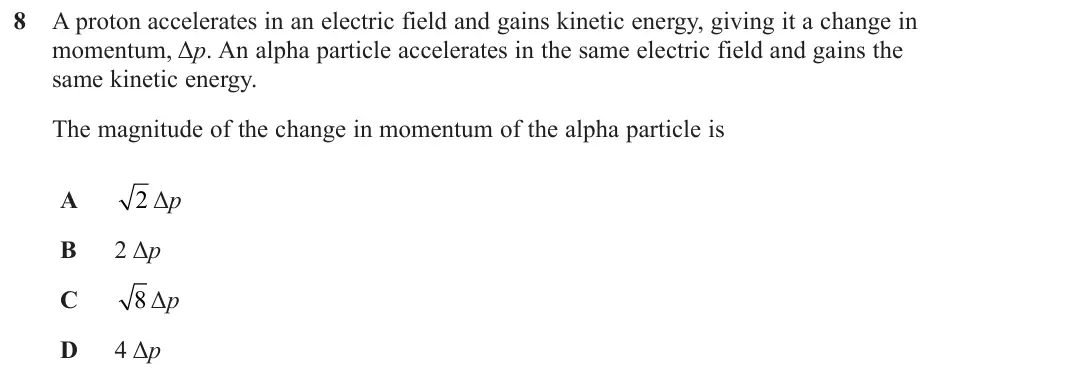 8 A proton accelerates in an electric field and gains kinetic energy, giving it a change in
momentum, Δp. An alpha particle accelerates in the same electric field and gains the
same kinetic energy.
The magnitude of the change in momentum of the alpha particle is
A √2 Δp
B 2 Δp
C √8 Δp
D 4 Δp